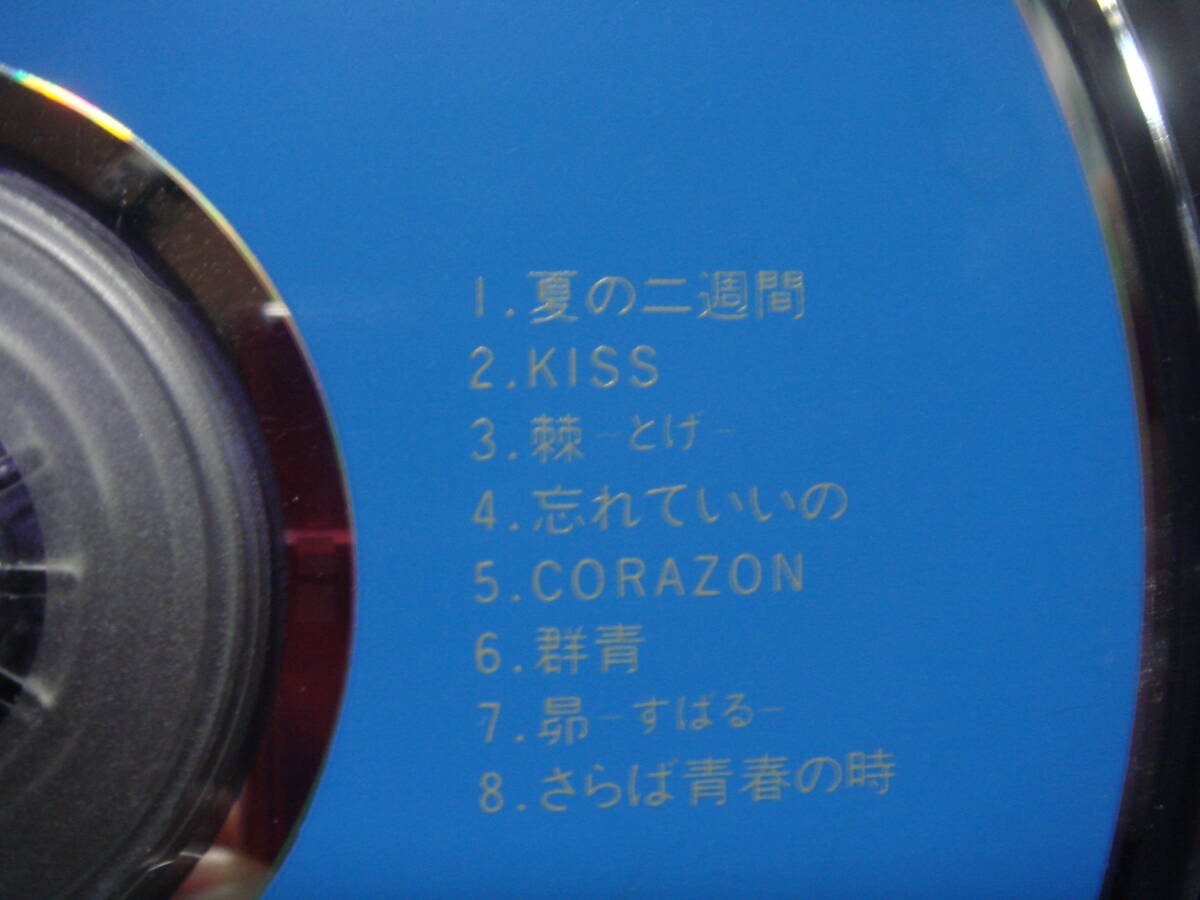 1.夏の二週間
2.KISS
3.棘-とげ-
4.忘れていいの
5.CORAZON
6.群青
7.昴-すばる-
8.さらば青春の時